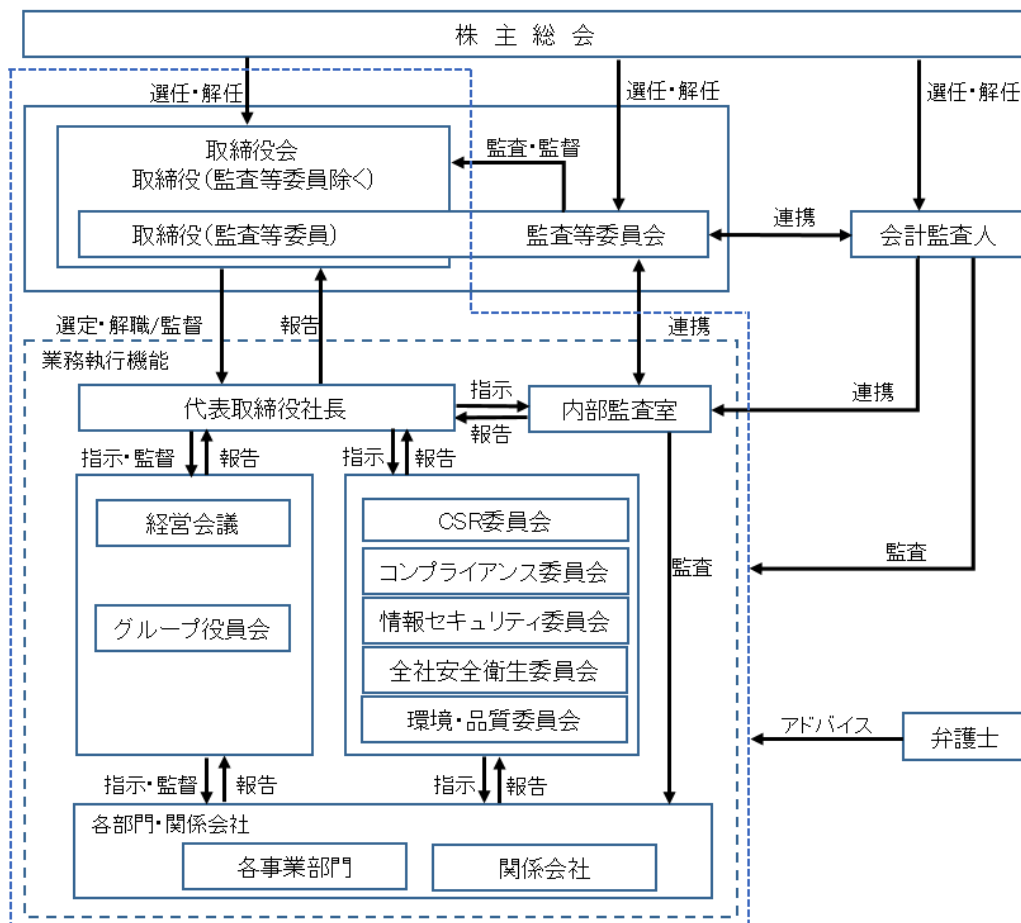 株主総会
選任・解任
選任・解任
選任・解任
取締役会
取締役(監査等委員除く)
監査・監督
取締役(監査等委員)
監査等委員会
連携
会計監査人
選定・解職/監督
報告
連携
業務執行機能
代表取締役社長
指示
報告
内部監査室
連携
指示・監督
報告
指示
報告
経営会議
グループ役員会
CSR委員会
コンプライアンス委員会
情報セキュリティ委員会
全社安全衛生委員会
環境・品質委員会
監査
監査
アドバイス
弁護士
指示・監督
報告
指示
報告
各部門・関係会社
各事業部門
関係会社